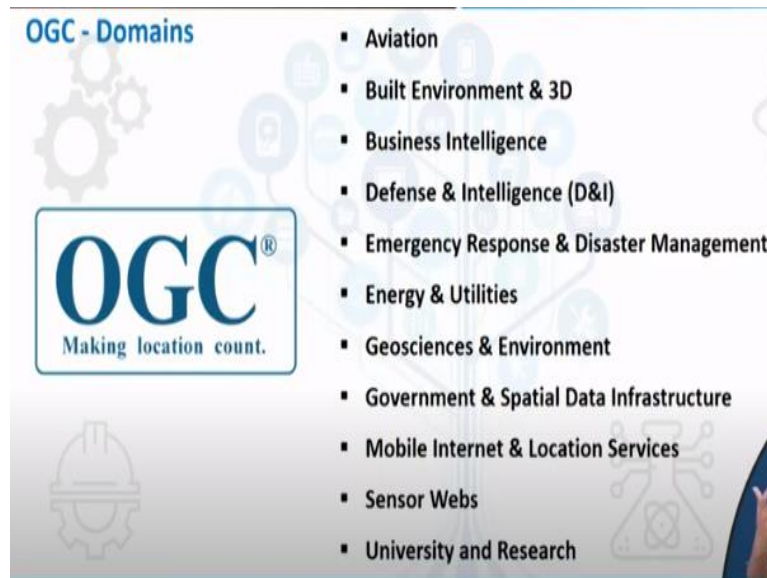 OGC - Domains
▪ Aviation
▪ Built Environment & 3D
▪ Business Intelligence
▪ Defense & Intelligence (D&I)
▪ Emergency Response & Disaster Management
▪ Energy & Utilities
▪ Geosciences & Environment
▪ Government & Spatial Data Infrastructure
▪ Mobile Internet & Location Services
▪ Sensor Webs
▪ University and Research
OGC®
Making location count.